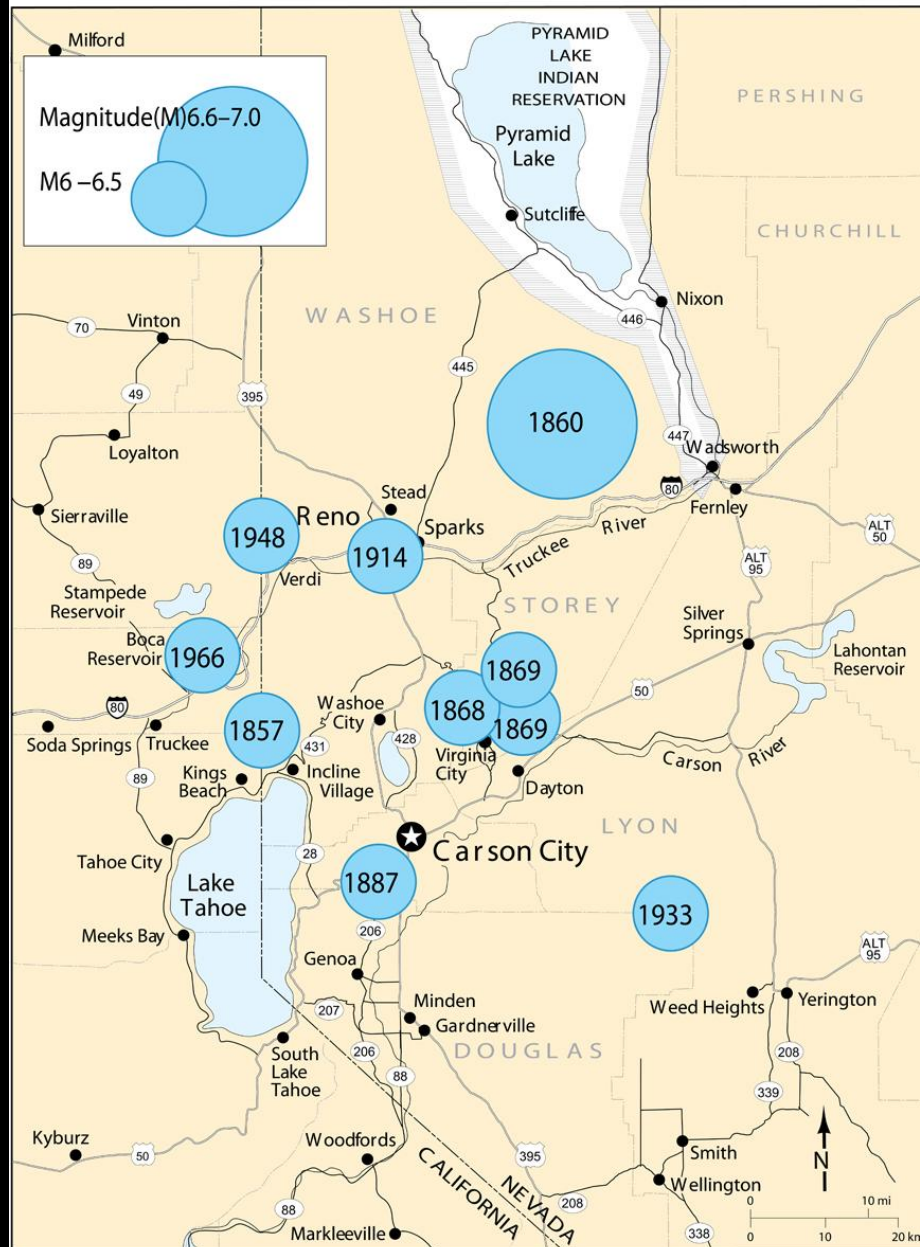 Milford
Magnitude(M)6.6–7.0
M6 –6.5
PYRAMID
LAKE
INDIAN
RESERVATION
Pyramid
Lake
PERSHING
Sutcliffe
CHURCHILL
Nixon
WASHOE
446
70
Vinton
445
49
395
1860
447
Loyalton
Wadsworth
80
Fernley
Stead
Reno
Sparks
Sierraville
1948
1914
Truckee River
ALT
50
89
Verdi
ALT
95
Stampede
Reservoir
STOREY
Silver
Springs
Boca
Reservoir
1966
Lahontan
Reservoir
1869
50
80
1868
1869
Washoe
City
1857
428
Soda Springs
Truckee
431
Virginia
City
Carson River
89
Kings
Beach
Incline
Village
Dayton
LYON
Tahoe City
28
Carson City
Lake
Tahoe
1887
1933
206
Meeks Bay
ALT
95
Genoa
207
Minden
Gardnerville
Weed Heights
Yerington
South
Lake
Tahoe
206
DOUGLAS
208
88
339
Kyburz
50
Woodfords
CALIFORNIA
NEVADA
395
Smith
N
208
Wellington
88
0 10 mi
0 10 20 km
Markleeville
338